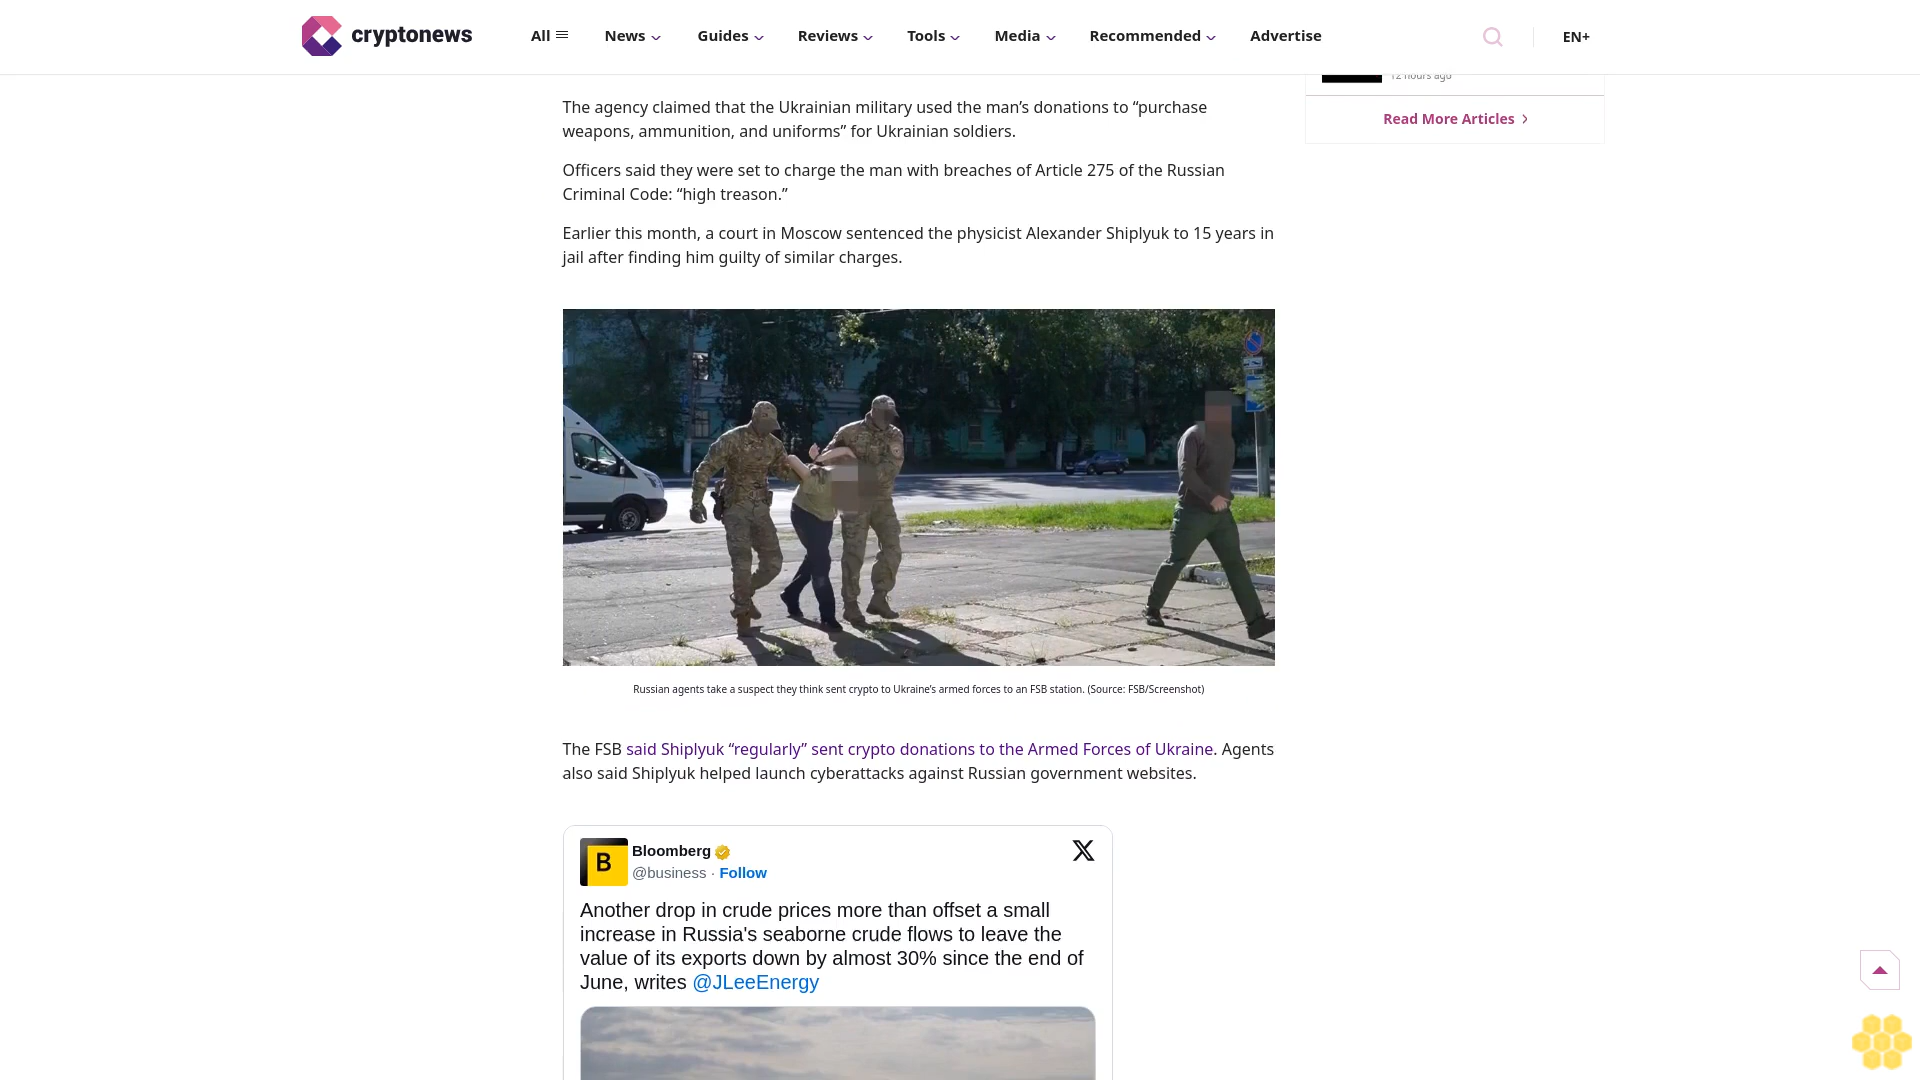 cryptonews
All
News
Guides
Reviews
Tools
Media
Recommended
Advertise
EN+
12 hours ago
Read More Articles
The agency claimed that the Ukrainian military used the man’s donations to “purchase
weapons, ammunition, and uniforms” for Ukrainian soldiers.
Officers said they were set to charge the man with breaches of Article 275 of the Russian
Criminal Code: “high treason.”
Earlier this month, a court in Moscow sentenced the physicist Alexander Shiplyuk to 15 years in
jail after finding him guilty of similar charges.
Russian agents take a suspect they think sent crypto to Ukraine’s armed forces to an FSB station. (Source: FSB/Screenshot)
The FSB said Shiplyuk “regularly” sent crypto donations to the Armed Forces of Ukraine. Agents
also said Shiplyuk helped launch cyberattacks against Russian government websites.
B
Bloomberg
@business · Follow
Another drop in crude prices more than offset a small
increase in Russia's seaborne crude flows to leave the
value of its exports down by almost 30% since the end of
June, writes @JLeeEnergy